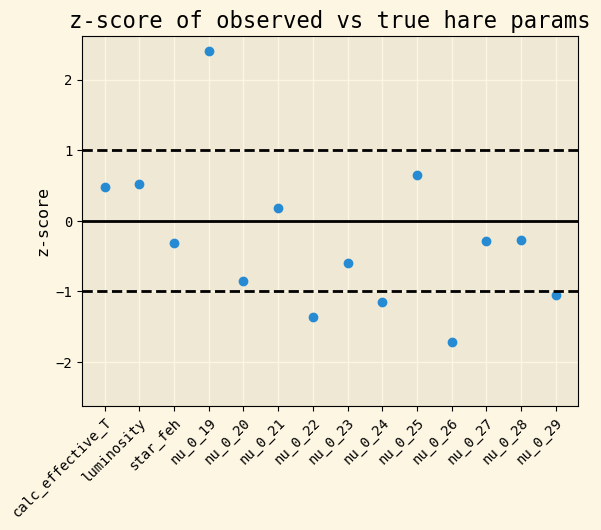 z-score of observed vs true hare params
z-score
2
1
0
−1
−2
calc_effective_T
luminosity
star_feh
nu_0_19
nu_0_20
nu_0_21
nu_0_22
nu_0_23
nu_0_24
nu_0_25
nu_0_26
nu_0_27
nu_0_28
nu_0_29